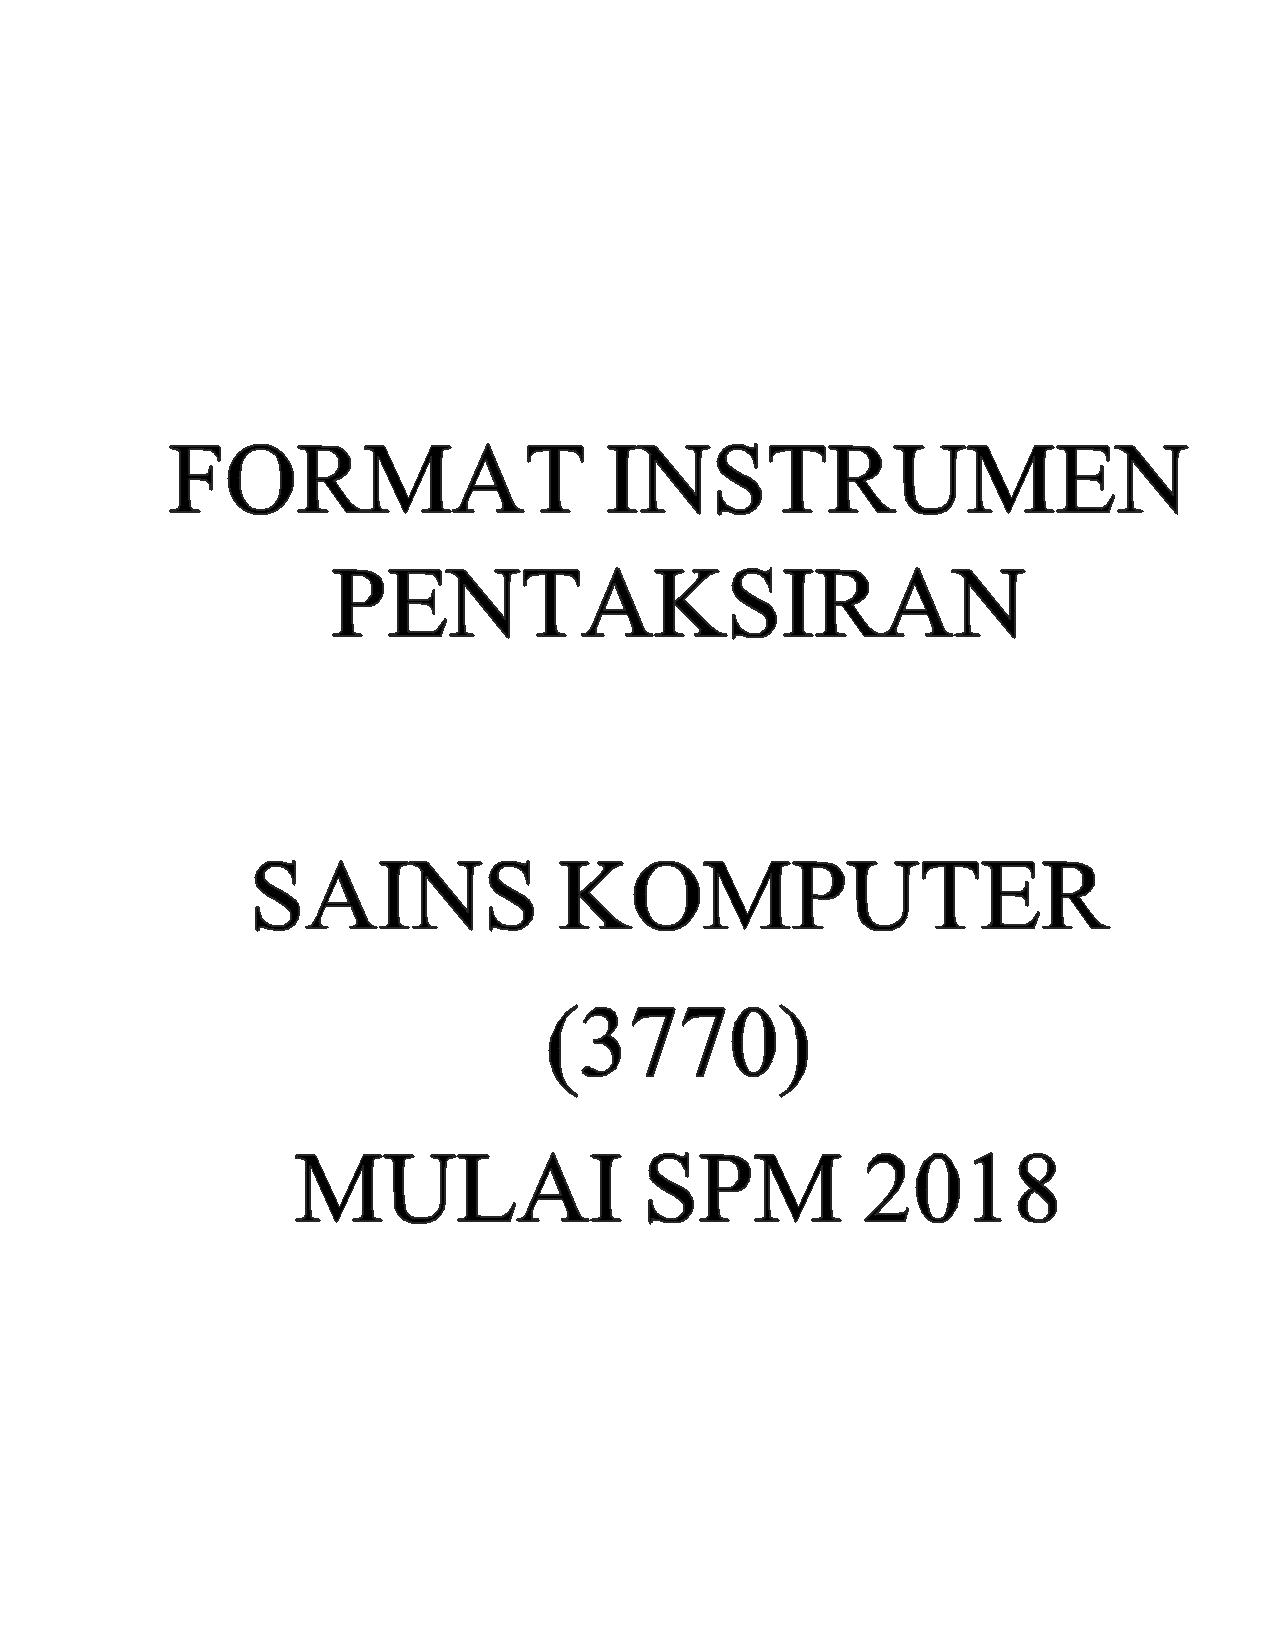 FORMAT INSTRUMEN
PENTAKSIRAN
SAINS KOMPUTER
(3770)
MULAI SPM 2018